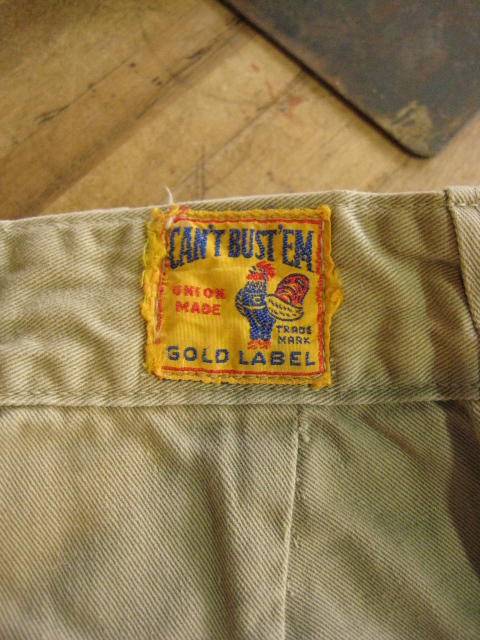 CAN'T BUST'EM
UNION
MADE
TRADE
MARK
GOLD LABEL